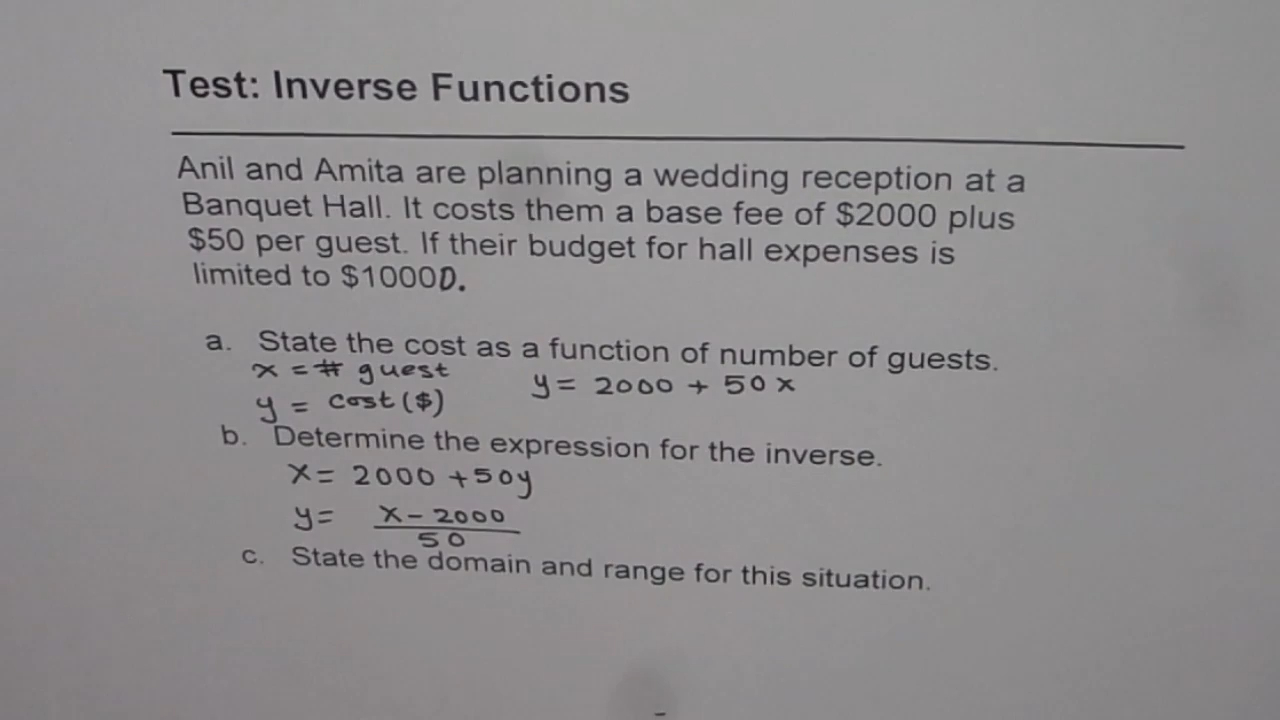 Test: Inverse Functions
Anil and Amita are planning a wedding reception at a
Banquet Hall. It costs them a base fee of $2000 plus
$50 per guest. If their budget for hall expenses is
limited to $10000.
a. State the cost as a function of number of guests.
x = # guest
y = 2000 + 50x
y = cost ($)
b. Determine the expression for the inverse.
x = 2000 + 50y
y = x - 2000
50
c. State the domain and range for this situation.